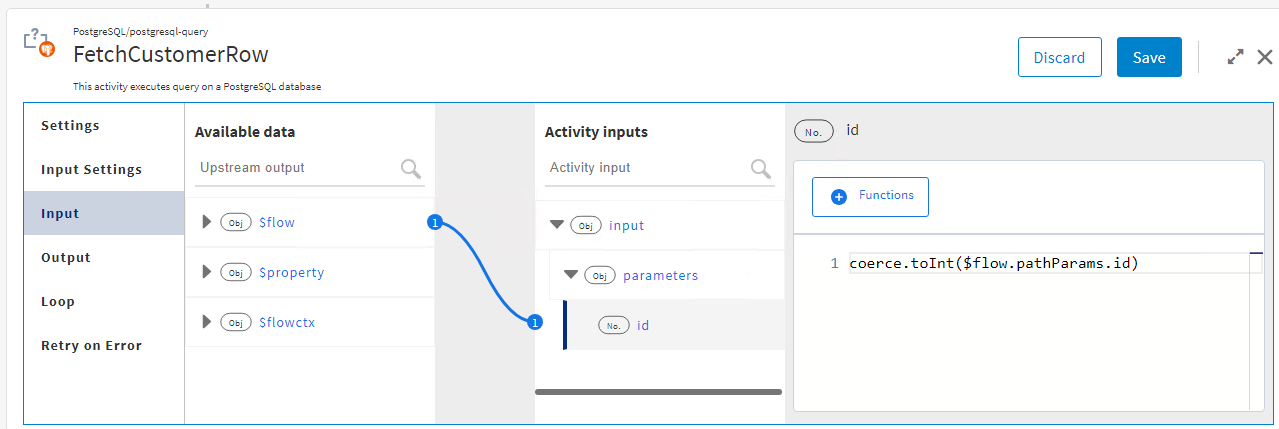 PostgreSQL/postgresql-query
FetchCustomerRow
This activity executes query on a PostgreSQL database
Discard
Save
Settings
Input Settings
Input
Output
Loop
Retry on Error
Available data
Upstream output
Obj $flow
Obj $property
Obj $flowctx
1
1
Activity inputs
Activity input
Obj input
Obj parameters
No. id
No. id
Functions
1 coerce.toInt($flow.pathParams.id)